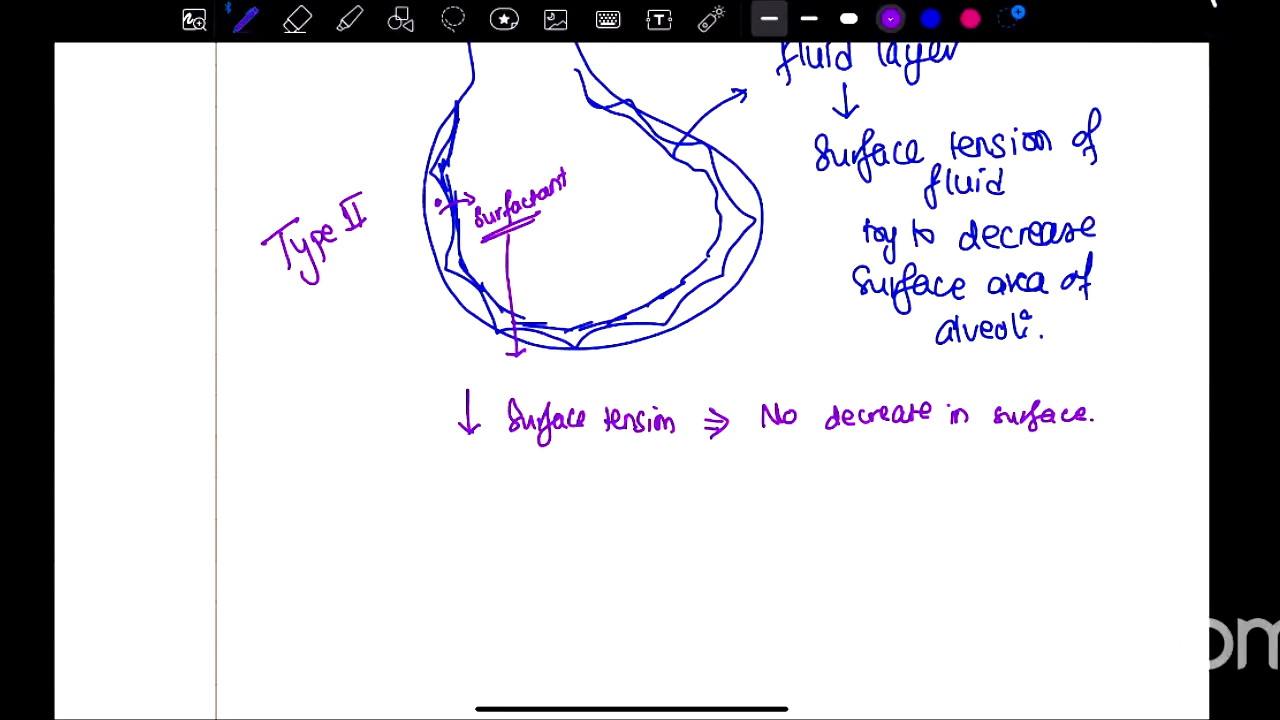 fluid layer
Surface tension of
fluid
try to decrease
Surface area of
alveoli.
Type II
Surfactant
↓ Surface tension ⇒ No decrease in surface.
om